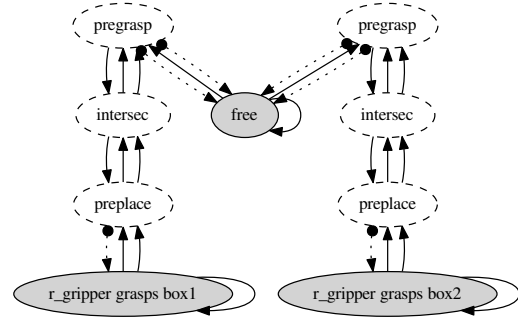 pregrasp
pregrasp
free
intersec
intersec
preplace
preplace
r_gripper grasps box1
r_gripper grasps box2